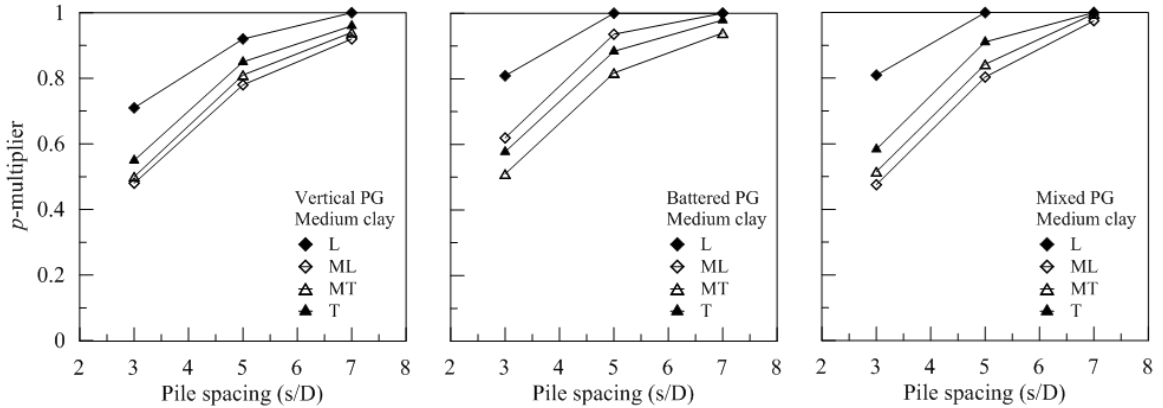 p-multiplier
1
0.8
0.6
0.4
0.2
0
2 3 4 5 6 7 8
Pile spacing (s/D)
Vertical PG
Medium clay
L
ML
MT
T
2 3 4 5 6 7 8
Pile spacing (s/D)
Battered PG
Medium clay
L
ML
MT
T
2 3 4 5 6 7 8
Pile spacing (s/D)
Mixed PG
Medium clay
L
ML
MT
T